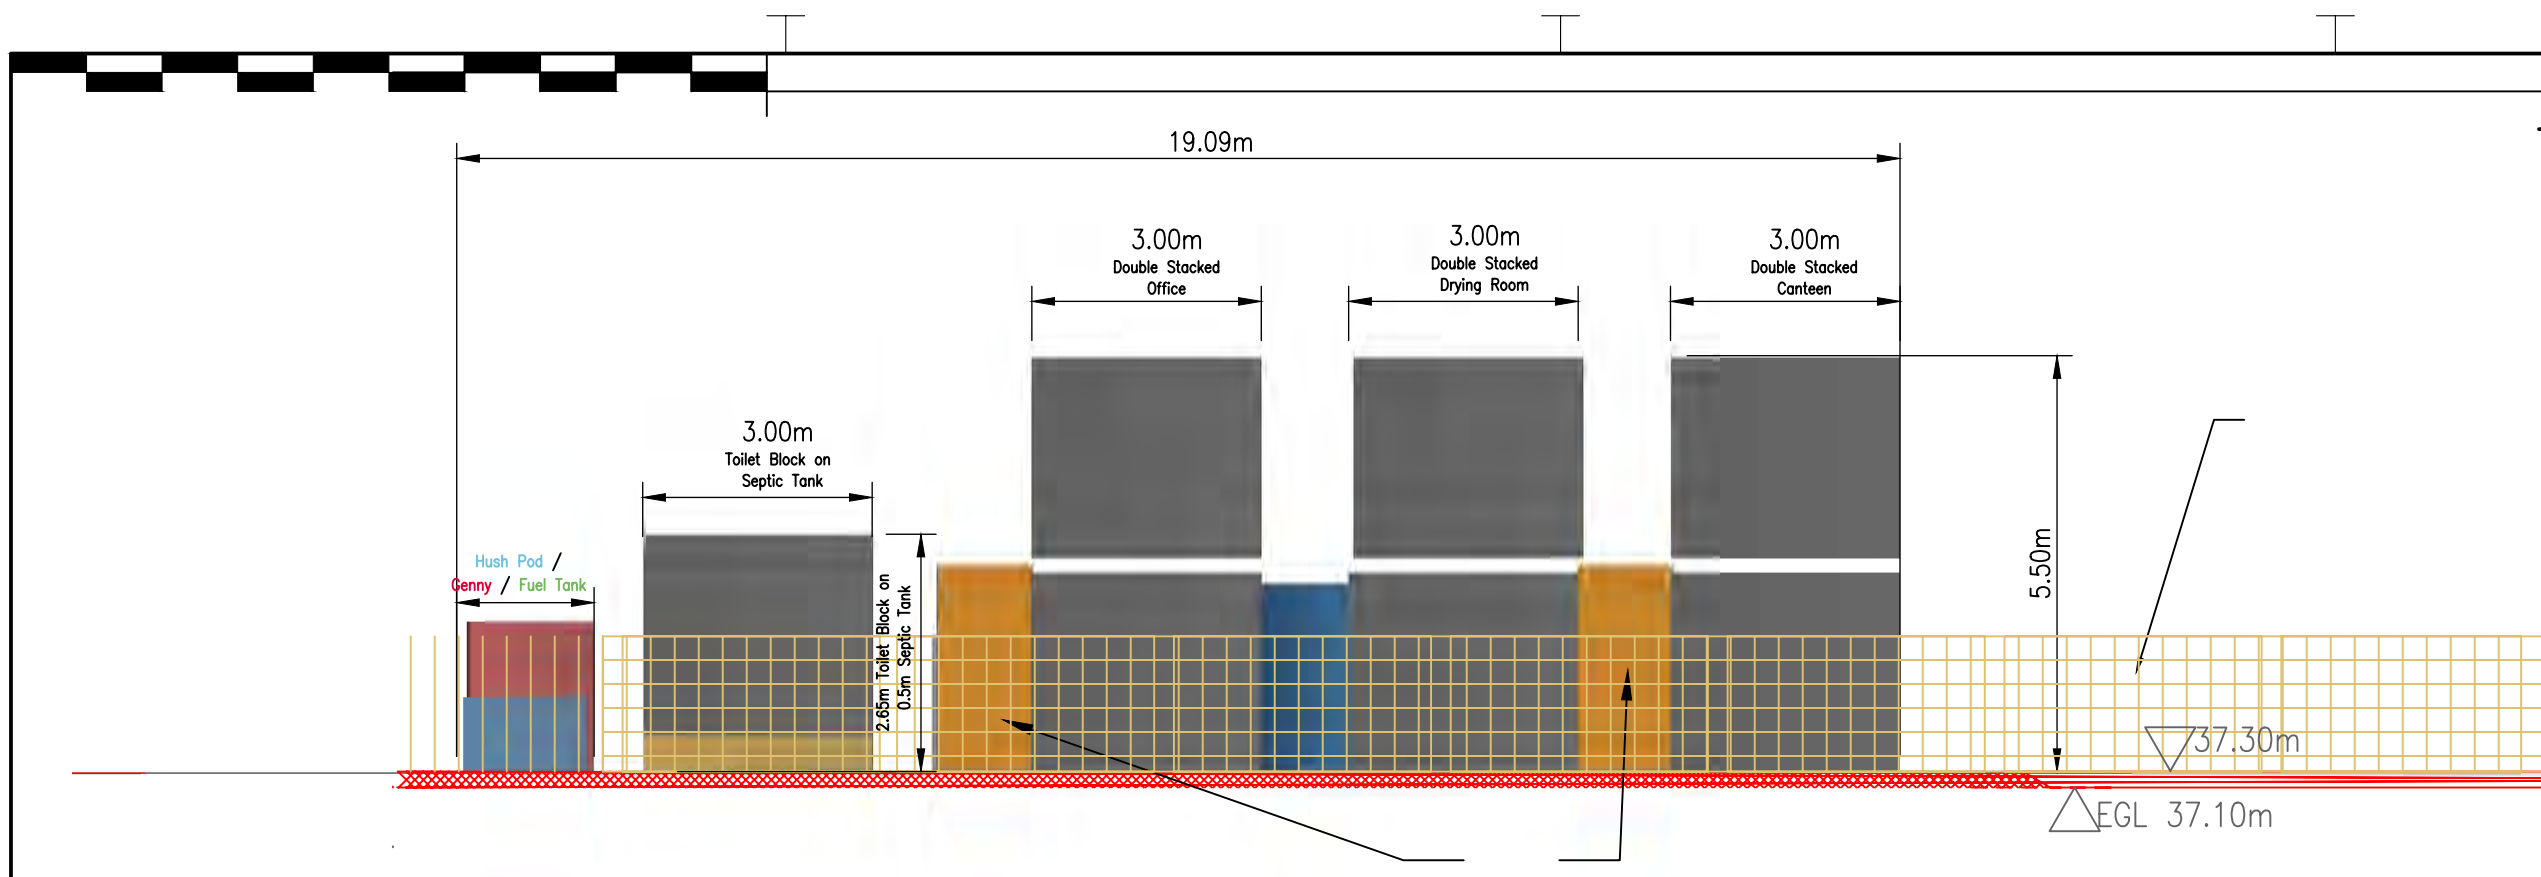 19.09m
3.00m
Double Stacked
Office
3.00m
Double Stacked
Drying Room
3.00m
Double Stacked
Canteen
3.00m
Toilet Block on
Septic Tank
Hush Pod /
Genny / Fuel Tank
2.65m Toilet Block on
0.5m Septic Tank
5.50m
37.30m
EGL 37.10m